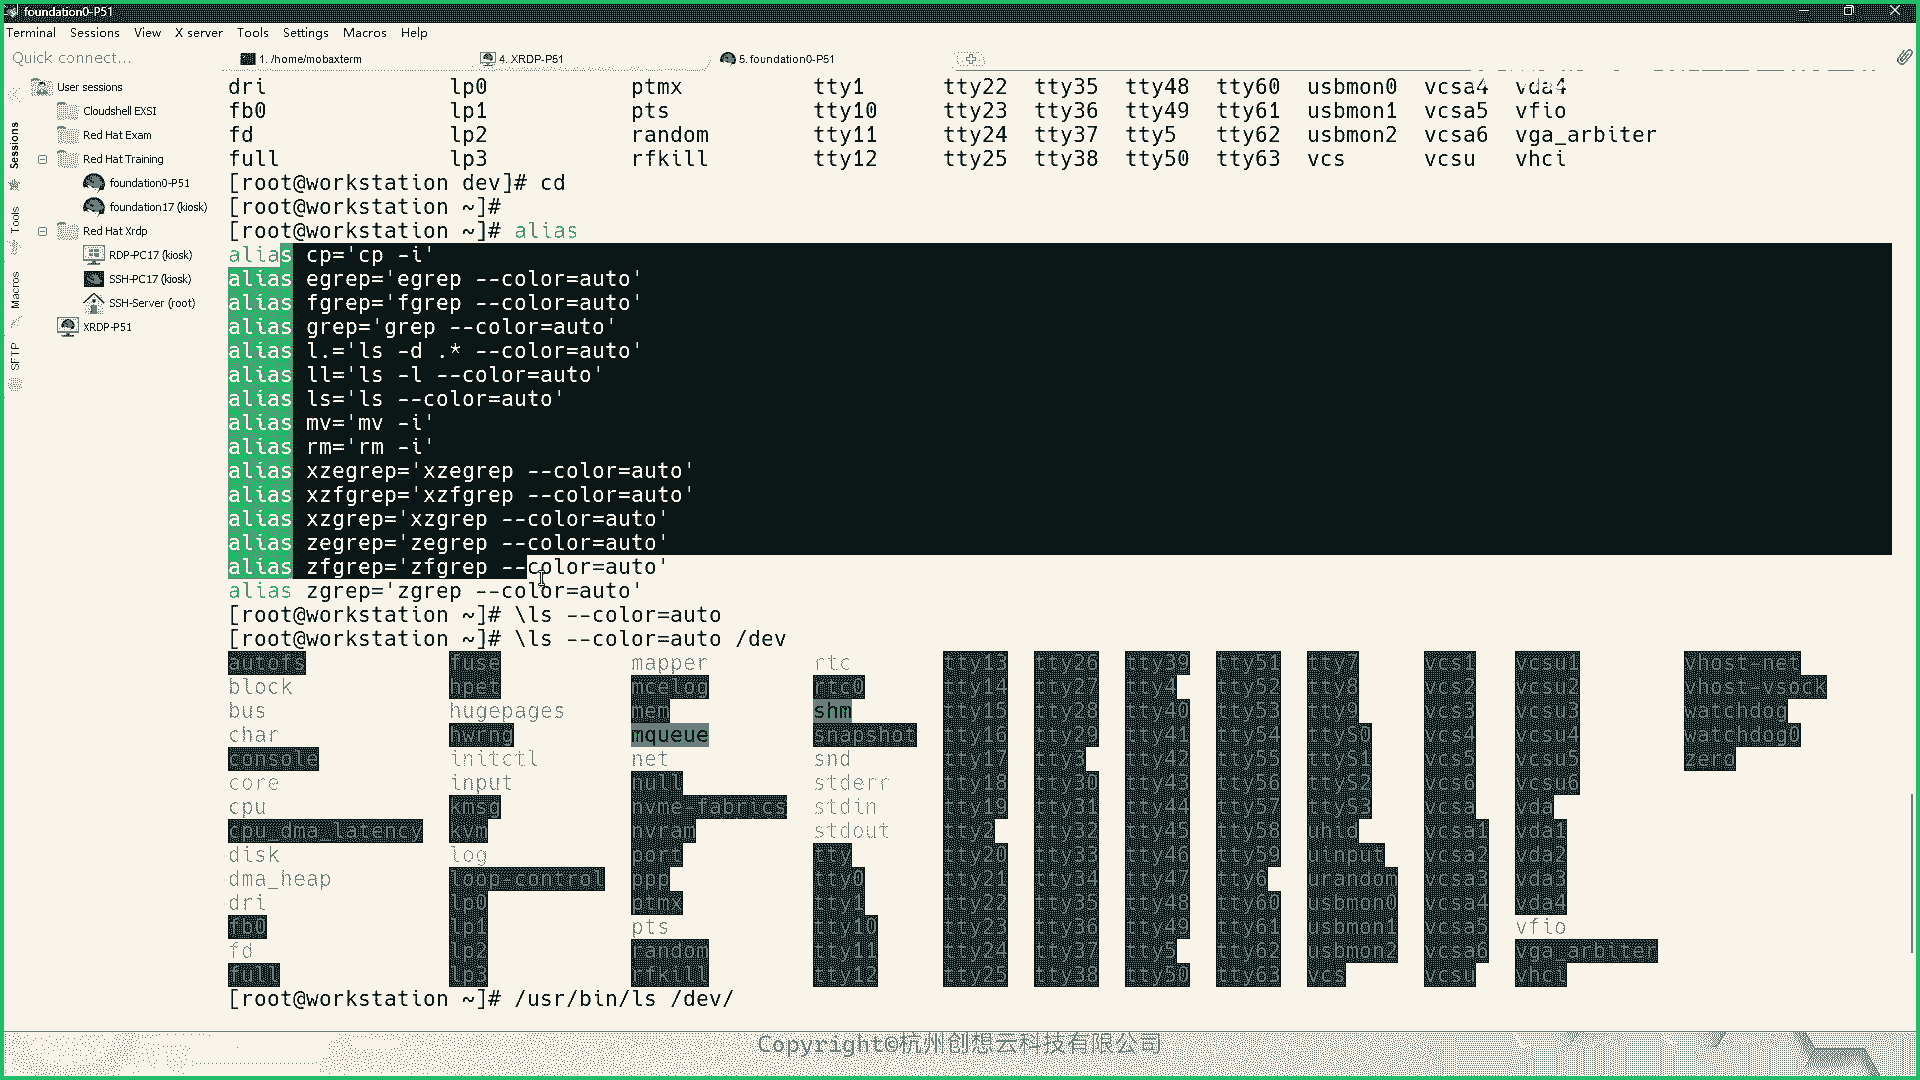 foundation0-P51
Terminal Sessions View X server Tools Settings Macros Help
Quick connect...
1. /home/mobaxterm
4. XRDP-P51
5. foundation0-P51
Sessions
Tools
Macros
SFTP
User sessions
Cloudshell EXSI
Red Hat Exam
Red Hat Training
foundation0-P51
foundation17 (kiosk)
Red Hat Xrdp
RDP-PC17 (kiosk)
SSH-PC17 (kiosk)
SSH-Server (root)
XRDP-P51
dri lp0 ptmx tty1 tty22 tty35 tty48 tty60 usbmon0 vcsa4 vda4
fb0 lp1 pts tty10 tty23 tty36 tty49 tty61 usbmon1 vcsa5 vfio
fd lp2 random tty11 tty24 tty37 tty5 tty62 usbmon2 vcsa6 vga_arbiter
full lp3 rfkill tty12 tty25 tty38 tty50 tty63 vcs vcsu vhci
[root@workstation dev]# cd
[root@workstation ~]#
[root@workstation ~]# alias
alias cp='cp -i'
alias egrep='egrep --color=auto'
alias fgrep='fgrep --color=auto'
alias grep='grep --color=auto'
alias l.='ls -d .* --color=auto'
alias ll='ls -l --color=auto'
alias ls='ls --color=auto'
alias mv='mv -i'
alias rm='rm -i'
alias xzegrep='xzegrep --color=auto'
alias xzfgrep='xzfgrep --color=auto'
alias xzgrep='xzgrep --color=auto'
alias zegrep='zegrep --color=auto'
alias zfgrep='zfgrep --color=auto'
alias zgrep='zgrep --color=auto'
[root@workstation ~]# \ls --color=auto
[root@workstation ~]# \ls --color=auto /dev
autofs fuse mapper rtc tty13 tty26 tty39 tty51 tty7 vcs1 vcsu1 vhost-net
block hpet mcelog rtc0 tty14 tty27 tty4 tty52 tty8 vcs2 vcsu2 vhost-vsock
bus hugepages mem shm tty15 tty28 tty40 tty53 tty9 vcs3 vcsu3 watchdog
char hwrng mqueue snapshot tty16 tty29 tty41 tty54 ttyS0 vcs4 vcsu4 watchdog0
console initctl net snd tty17 tty3 tty42 tty55 ttyS1 vcs5 vcsu5 zero
core input null stderr tty18 tty30 tty43 tty56 ttyS2 vcs6 vcsu6
cpu kmsg nvme-fabrics stdin tty19 tty31 tty44 tty57 ttyS3 vcsa vda
cpu_dma_latency kvm nvram stdout tty2 tty32 tty45 tty58 uhid vcsa1 vda1
disk log port tty tty20 tty33 tty46 tty59 uinput vcsa2 vda2
dma_heap loop-control ppp tty0 tty21 tty34 tty47 tty6 urandom vcsa3 vda3
dri lp0 ptmx tty1 tty22 tty35 tty48 tty60 usbmon0 vcsa4 vda4
fb0 lp1 pts tty10 tty23 tty36 tty49 tty61 usbmon1 vcsa5 vfio
fd lp2 random tty11 tty24 tty37 tty5 tty62 usbmon2 vcsa6 vga_arbiter
full lp3 rfkill tty12 tty25 tty38 tty50 tty63 vcs vcsu vhci
[root@workstation ~]# /usr/bin/ls /dev/
Copyright©杭州创想云科技有限公司